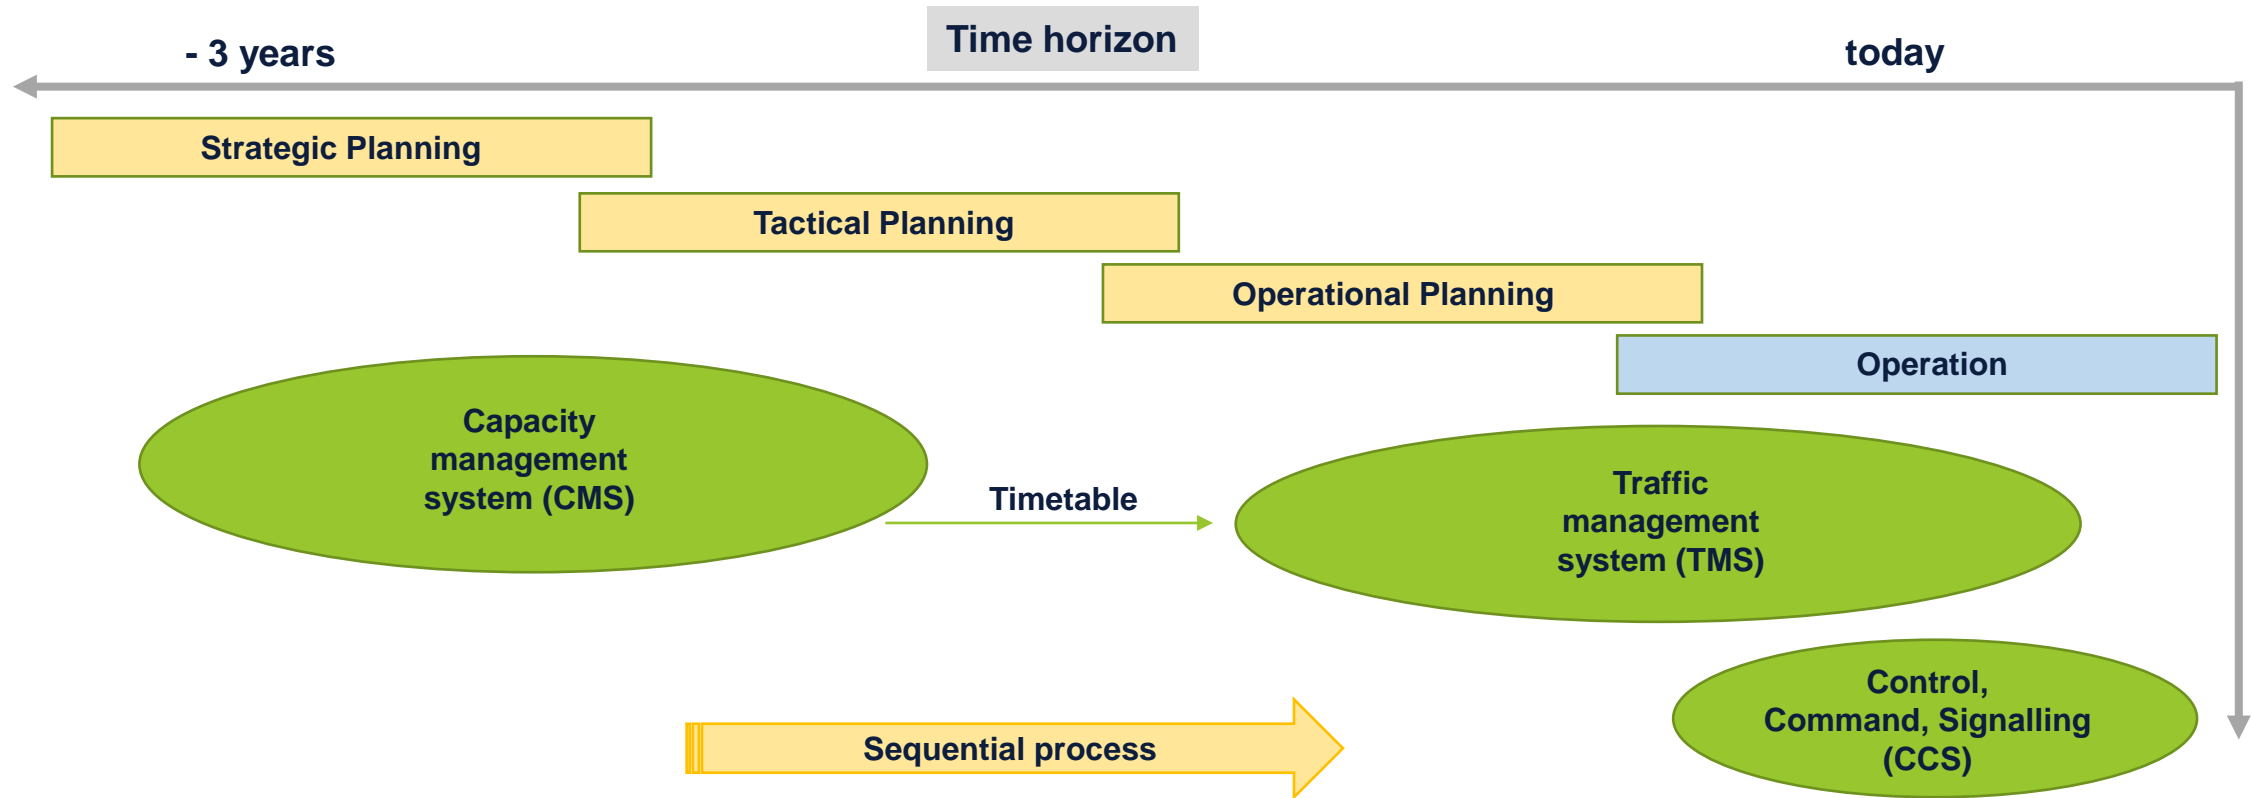 Time horizon
- 3 years
today
Strategic Planning
Tactical Planning
Operational Planning
Operation
Capacity
management
system (CMS)
Timetable
Traffic
management
system (TMS)
Control,
Command, Signalling
(CCS)
Sequential process